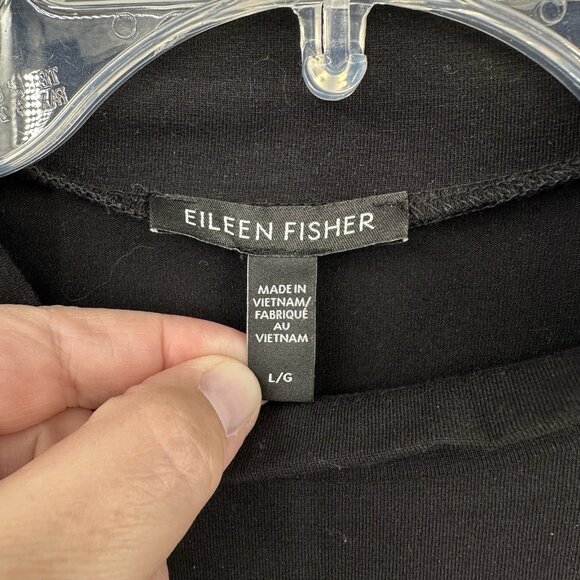 EILEEN FISHER
MADE IN
VIETNAM/
FABRIQUÉ
AU
VIETNAM
L/G